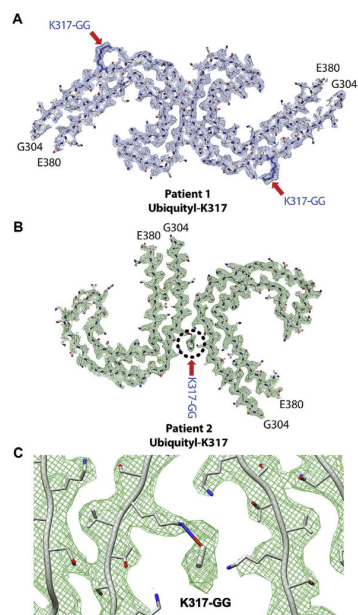 A
K317-GG
E380
G304
G304
E380
K317-GG
Patient 1
Ubiquityl-K317
B
E380
G304
K317-GG
E380
G304
Patient 2
Ubiquityl-K317
C
K317-GG